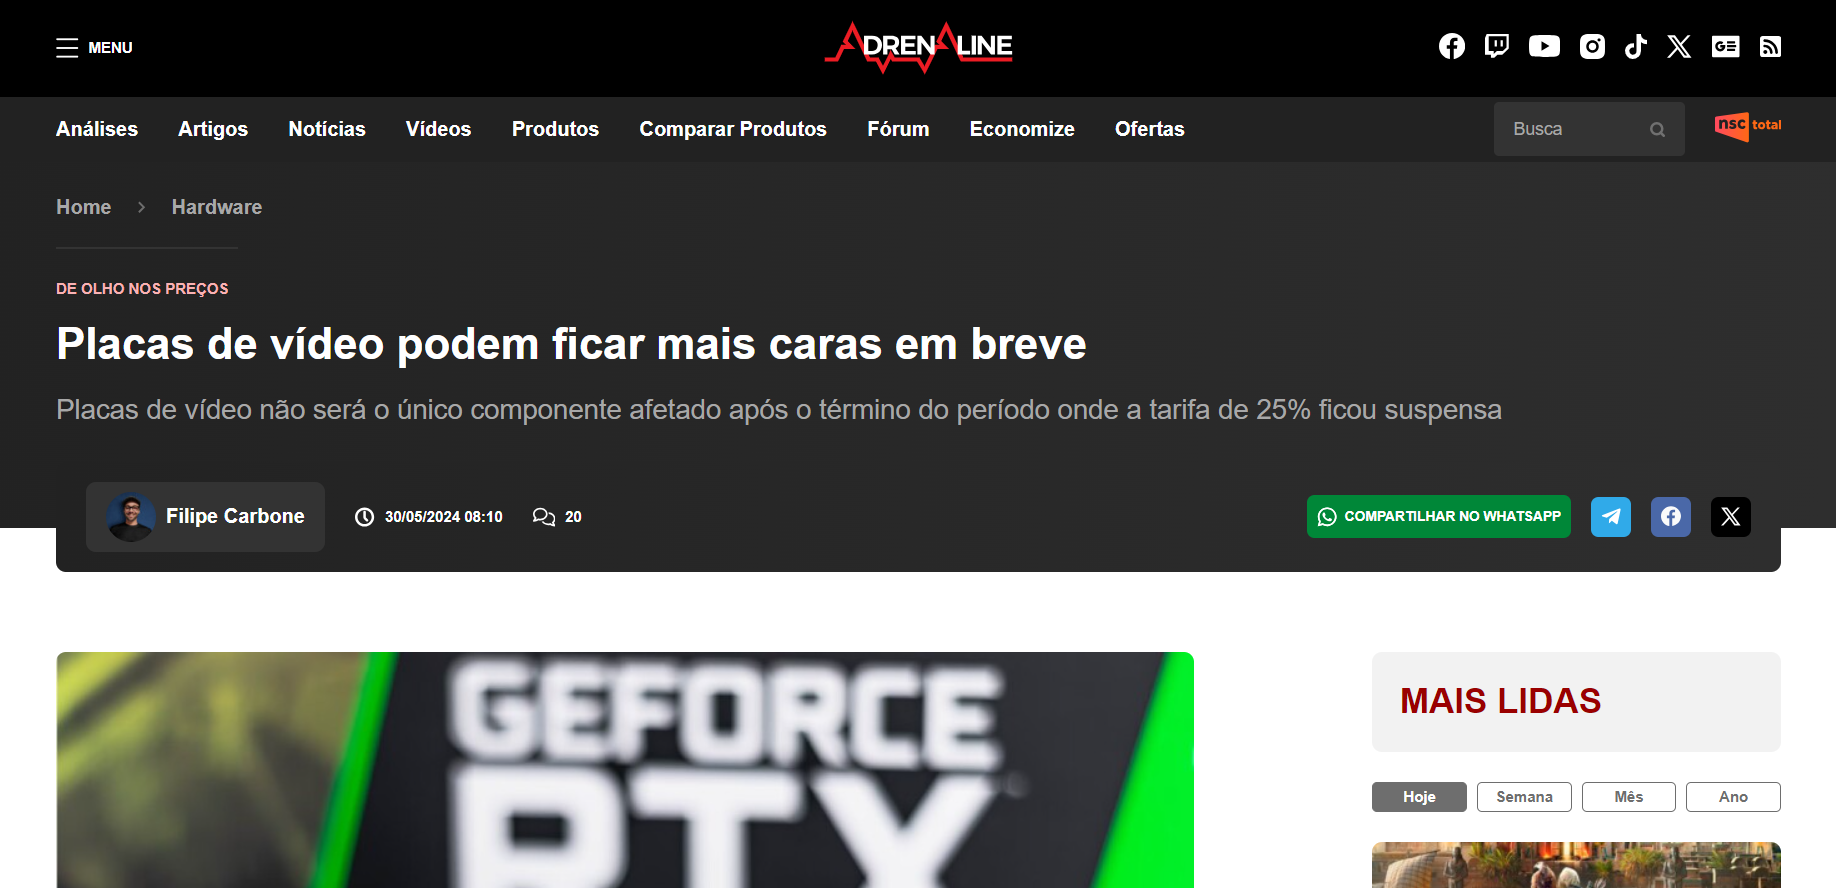 MENU
ADRENALINE
Análises Artigos Notícias Vídeos Produtos Comparar Produtos Fórum Economize Ofertas Busca nsc total
Home Hardware
DE OLHO NOS PREÇOS
Placas de vídeo podem ficar mais caras em breve
Placas de vídeo não será o único componente afetado após o término do período onde a tarifa de 25% ficou suspensa
Filipe Carbone 30/05/2024 08:10 20 COMPARTILHAR NO WHATSAPP
GEFORCE
RTX
MAIS LIDAS
Hoje Semana Mês Ano